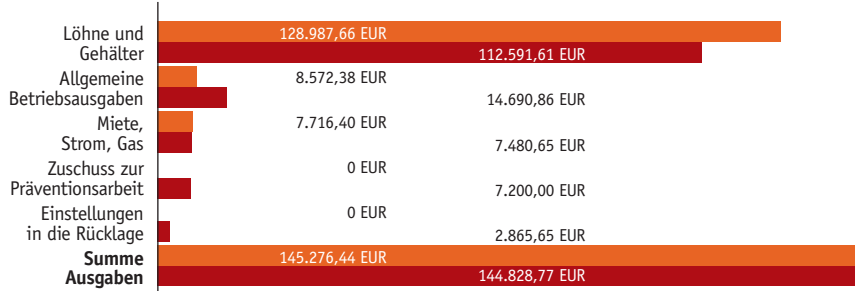 Löhne und
128.987,66 EUR
Gehälter
112.591,61 EUR
Allgemeine
8.572,38 EUR
Betriebsausgaben
14.690,86 EUR
Miete,
7.716,40 EUR
Strom, Gas
7.480,65 EUR
Zuschuss zur
0 EUR
Präventionsarbeit
7.200,00 EUR
Einstellungen
0 EUR
in die Rücklage
2.865,65 EUR
Summe
145.276,44 EUR
Ausgaben
144.828,77 EUR